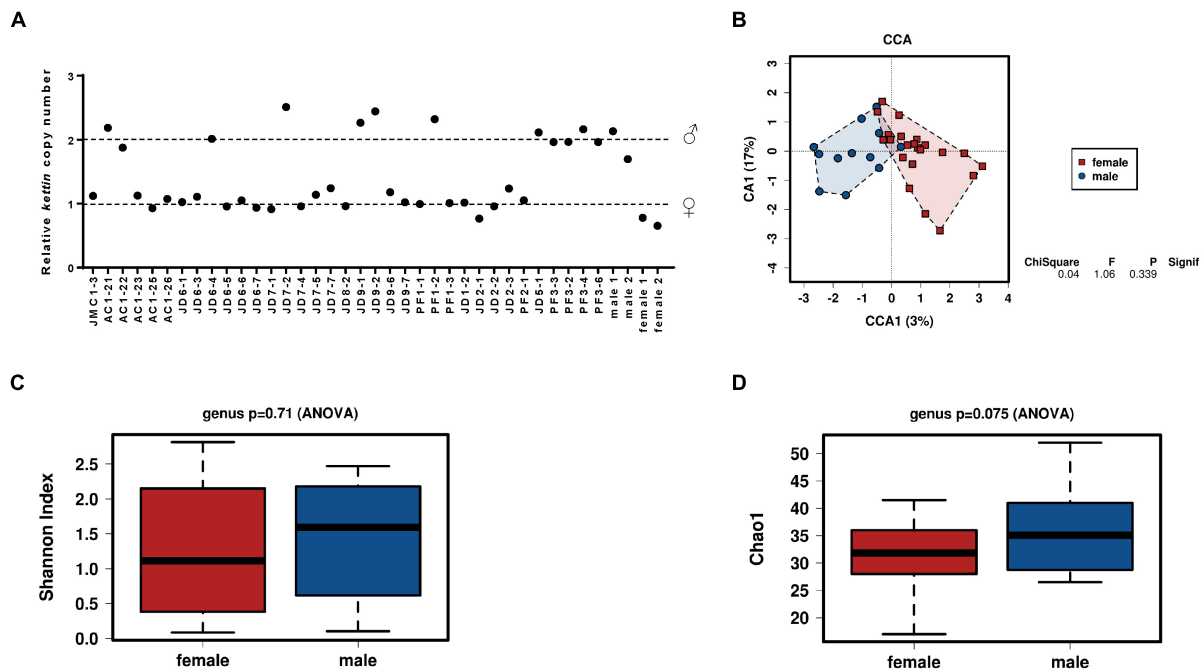 A
Relative kettin copy number
3
2
1
0
♂
♀
JMC1-3
AC1-21
AC1-22
AC1-23
AC1-25
AC1-26
JD6-1
JD6-3
JD6-4
JD6-5
JD6-6
JD6-7
JD7-1
JD7-2
JD7-4
JD7-5
JD7-7
JD8-2
JD9-1
JD9-2
JD9-6
JD9-7
PF1-1
PF1-2
PF1-3
JD1-2
JD2-1
JD2-2
JD2-3
PF2-1
JD5-1
PF3-3
PF3-2
PF3-4
PF3-6
male 1
male 2
female 1
female 2
B
CCA
CA1 (17%)
3
2
1
0
-1
-2
-3
-4
-3 -2 -1 0 1 2 3 4
CCA1 (3%)
female
male
ChiSquare F P Signif
0.04 1.06 0.339
C
genus p=0.71 (ANOVA)
Shannon Index
2.5
2.0
1.5
1.0
0.5
0.0
female male
D
genus p=0.075 (ANOVA)
Chao1
50
45
40
35
30
25
20
female male